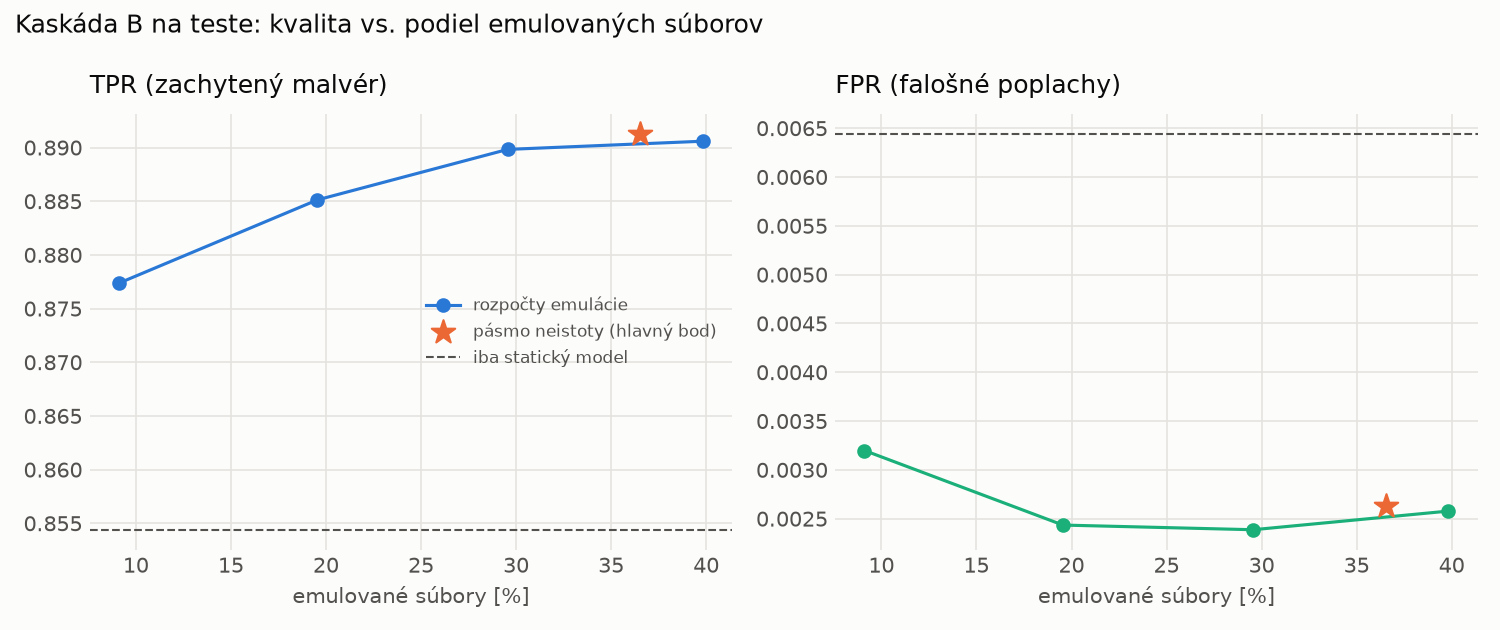 Kaskáda B na teste: kvalita vs. podiel emulovaných súborov
TPR (zachytený malvér)
0.890
0.885
0.880
0.875
0.870
0.865
0.860
0.855
rozpočty emulácie
pásmo neistoty (hlavný bod)
iba statický model
10 15 20 25 30 35 40
emulované súbory [%]
FPR (falošné poplachy)
0.0065
0.0060
0.0055
0.0050
0.0045
0.0040
0.0035
0.0030
0.0025
10 15 20 25 30 35 40
emulované súbory [%]